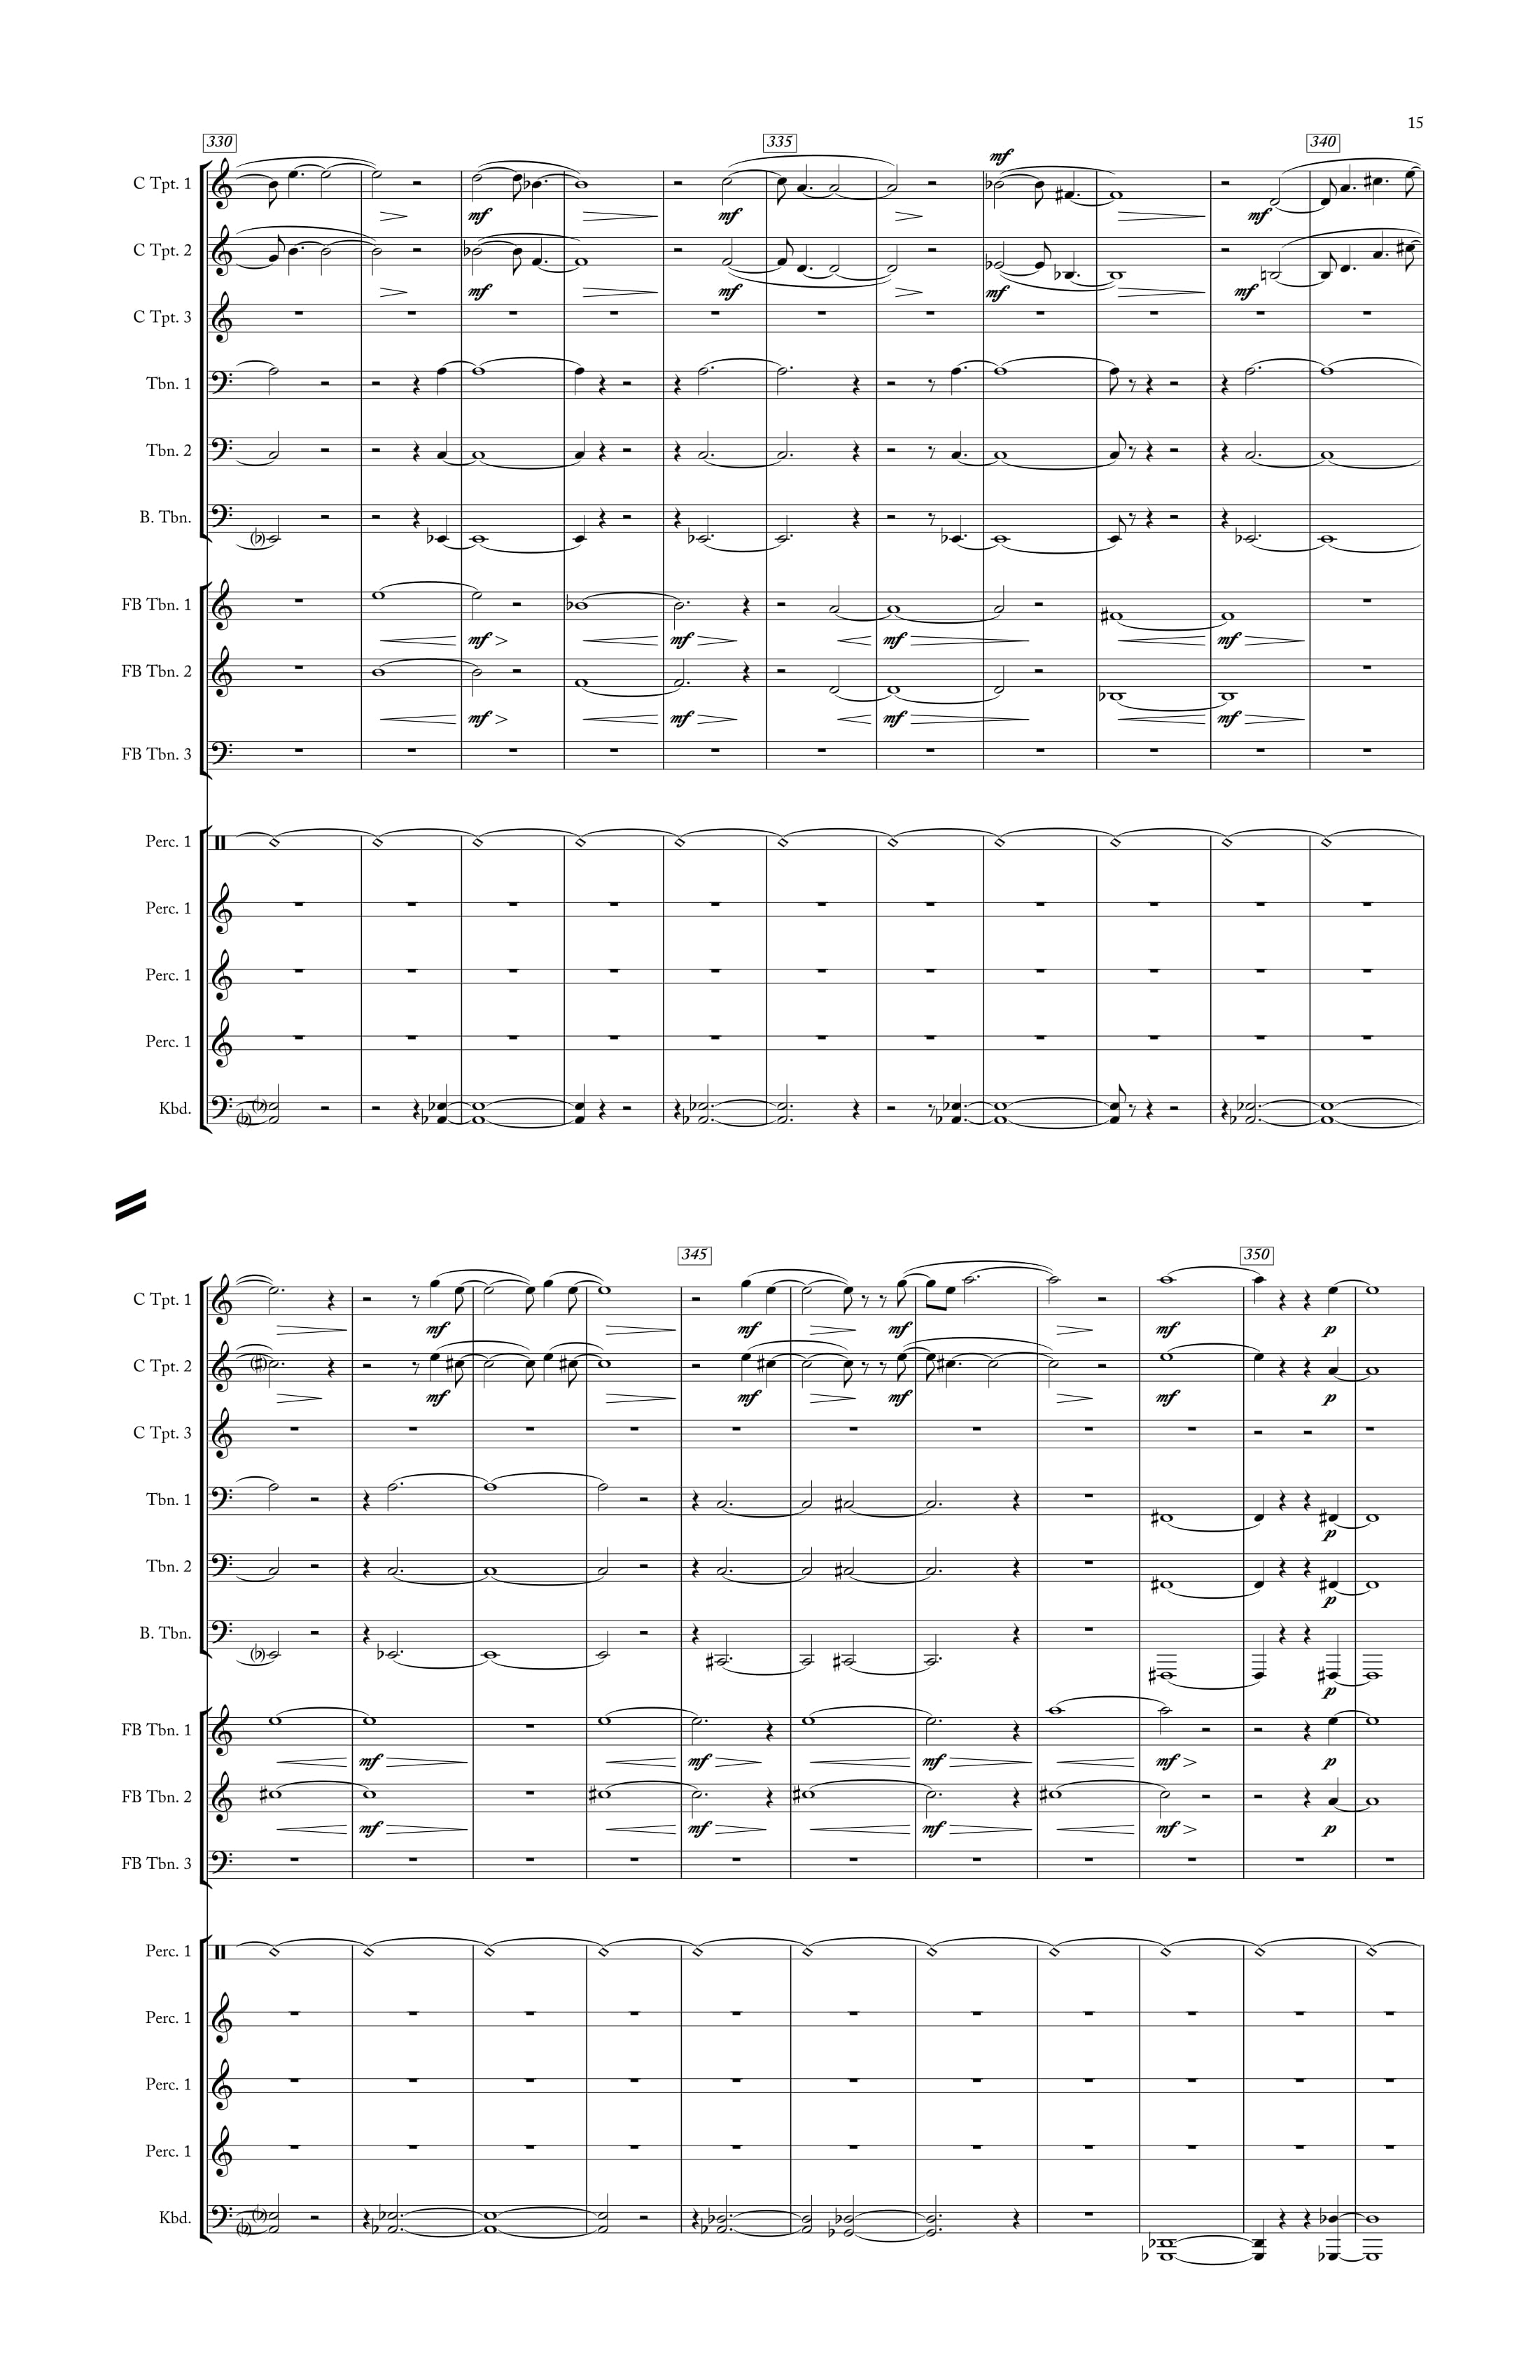 15
330 335 340
mf
C Tpt. 1
mf mf mf
C Tpt. 2
mf mf mf mf
C Tpt. 3
Tbn. 1
Tbn. 2
B. Tbn.
FB Tbn. 1
mf mf mf mf
FB Tbn. 2
mf mf mf mf
FB Tbn. 3
Perc. 1
Perc. 1
Perc. 1
Perc. 1
Kbd.
345 350
C Tpt. 1
mf mf mf mf p
C Tpt. 2
mf mf mf mf p
C Tpt. 3
Tbn. 1
p
Tbn. 2
p
B. Tbn.
p
FB Tbn. 1
mf mf mf mf p
FB Tbn. 2
mf mf mf mf p
FB Tbn. 3
Perc. 1
Perc. 1
Perc. 1
Perc. 1
Kbd.